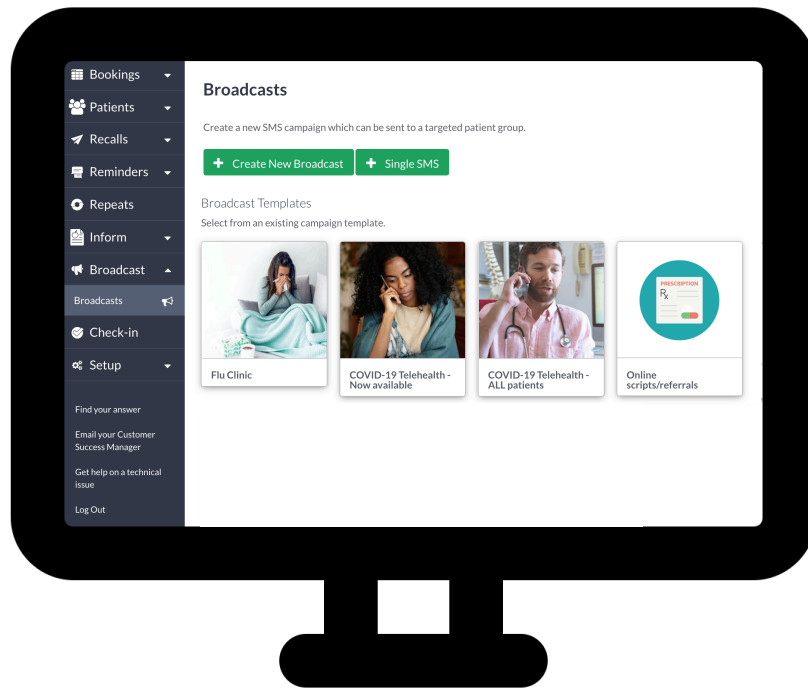 Bookings
Patients
Recalls
Reminders
Repeats
Inform
Broadcast
Broadcasts
Check-in
Setup
Find your answer
Email your Customer
Success Manager
Get help on a technical
issue
Log Out
Broadcasts
Create a new SMS campaign which can be sent to a targeted patient group.
Create New Broadcast
Single SMS
Broadcast Templates
Select from an existing campaign template.
Flu Clinic
COVID-19 Telehealth -
Now available
COVID-19 Telehealth -
ALL patients
PRESCRIPTION
Rx
Online
scripts/referrals